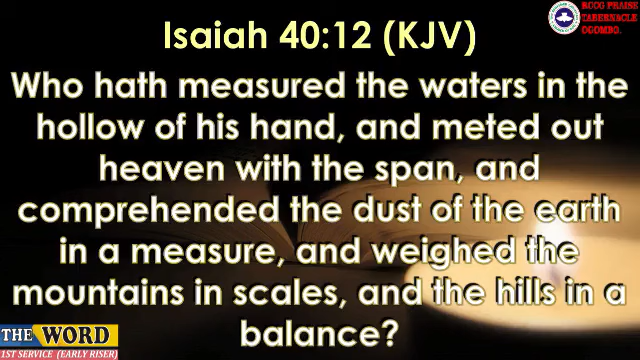 Isaiah 40:12 (KJV)
RCCG PRAISE
TABERNACLE
OGOMBO.
Who hath measured the waters in the
hollow of his hand, and meted out
heaven with the span, and
comprehended the dust of the earth
in a measure, and weighed the
mountains in scales, and the hills in a
balance?
THE WORD
1ST SERVICE (EARLY RISER)